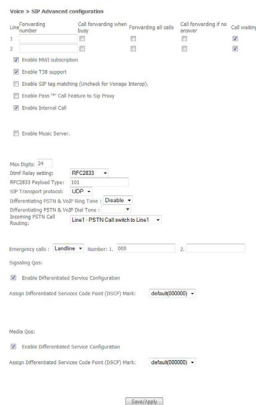 Voice > SIP Advanced configuration
Line Forwarding number Call forwarding when busy Forwarding all calls Call forwarding if no answer Call waiting
1
2
Enable MWI subscription
Enable T38 support
Enable SIP tag matching (Uncheck for Vonage Interop).
Enable Pass "*" Call Feature to Sip Proxy
Enable Internal Call
Enable Music Server.
Max Digits: 24
Dtmf Relay setting: RFC2833
RFC2833 Payload Type: 101
SIP Transport protocol: UDP
Differentiating PSTN & VoIP Ring Tone : Disable
Differentiating PSTN & VoIP Dial Tone :
Incoming PSTN Call Routing: Line1 - PSTN Call switch to Line1
Emergency calls : Landline Number: 1. 000 2.
Signaling Qos:
Enable Differentiated Service Configuration
Assign Differentiated Services Code Point (DSCP) Mark: default(000000)
Media Qos:
Enable Differentiated Service Configuration
Assign Differentiated Services Code Point (DSCP) Mark: default(000000)
Save/Apply